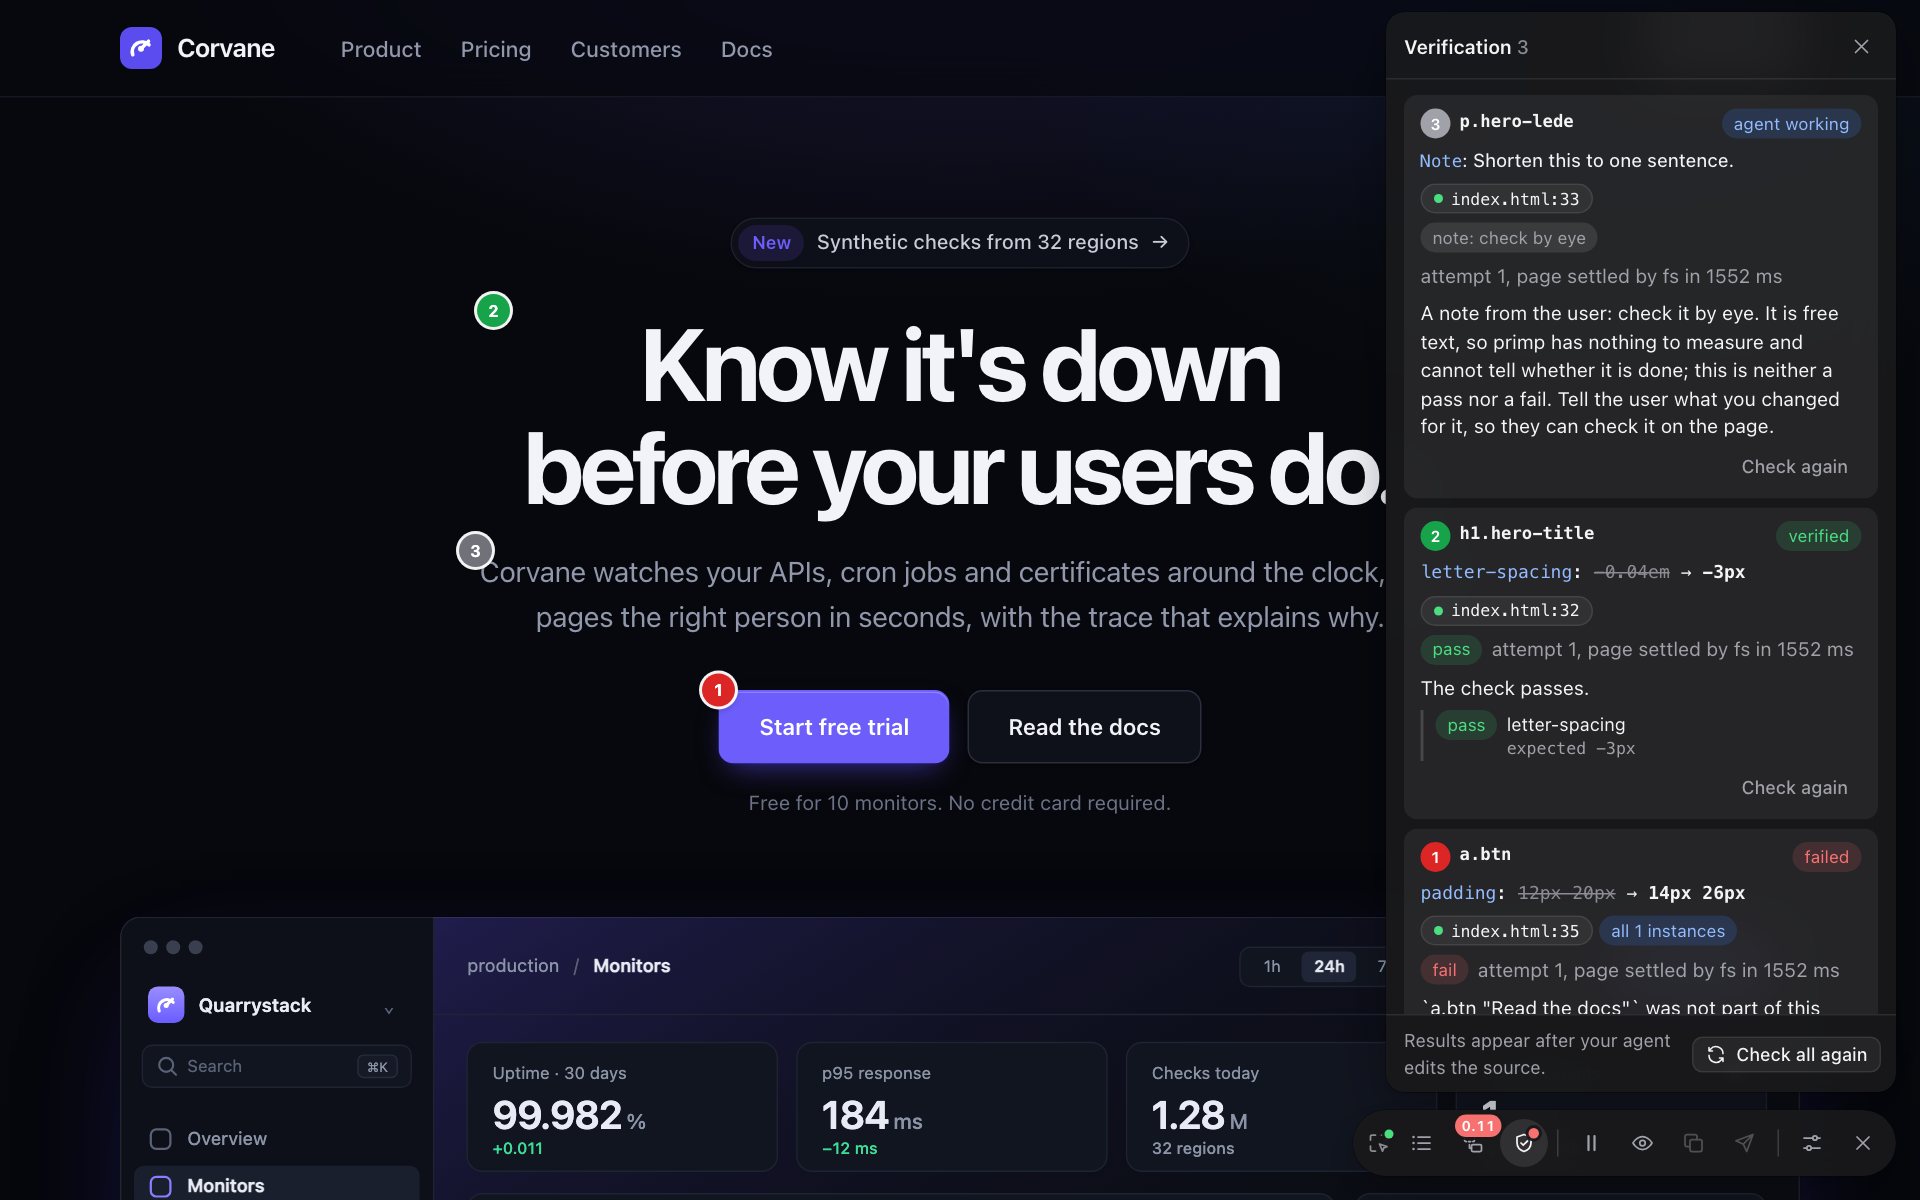 Corvane
Product
Pricing
Customers
Docs
New Synthetic checks from 32 regions →
2
Know it's down
before your users do.
3
Corvane watches your APIs, cron jobs and certificates around the clock,
pages the right person in seconds, with the trace that explains why.
1
Start free trial
Read the docs
Free for 10 monitors. No credit card required.
Quarrystack
Search
⌘K
Overview
Monitors
production / Monitors
1h
24h
7
Uptime · 30 days
99.982 %
+0.011
p95 response
184 ms
−12 ms
Checks today
1.28 M
32 regions
Verification 3
3 p.hero-lede
agent working
Note: Shorten this to one sentence.
index.html:33
note: check by eye
attempt 1, page settled by fs in 1552 ms
A note from the user: check it by eye. It is free
text, so primp has nothing to measure and
cannot tell whether it is done; this is neither a
pass nor a fail. Tell the user what you changed
for it, so they can check it on the page.
Check again
2 h1.hero-title
verified
letter-spacing: -0.04em → -3px
index.html:32
pass attempt 1, page settled by fs in 1552 ms
The check passes.
pass letter-spacing
expected -3px
Check again
1 a.btn
failed
padding: 12px 20px → 14px 26px
index.html:35
all 1 instances
fail attempt 1, page settled by fs in 1552 ms
`a.btn "Read the docs"` was not part of this
Results appear after your agent
edits the source.
Check all again
0.11